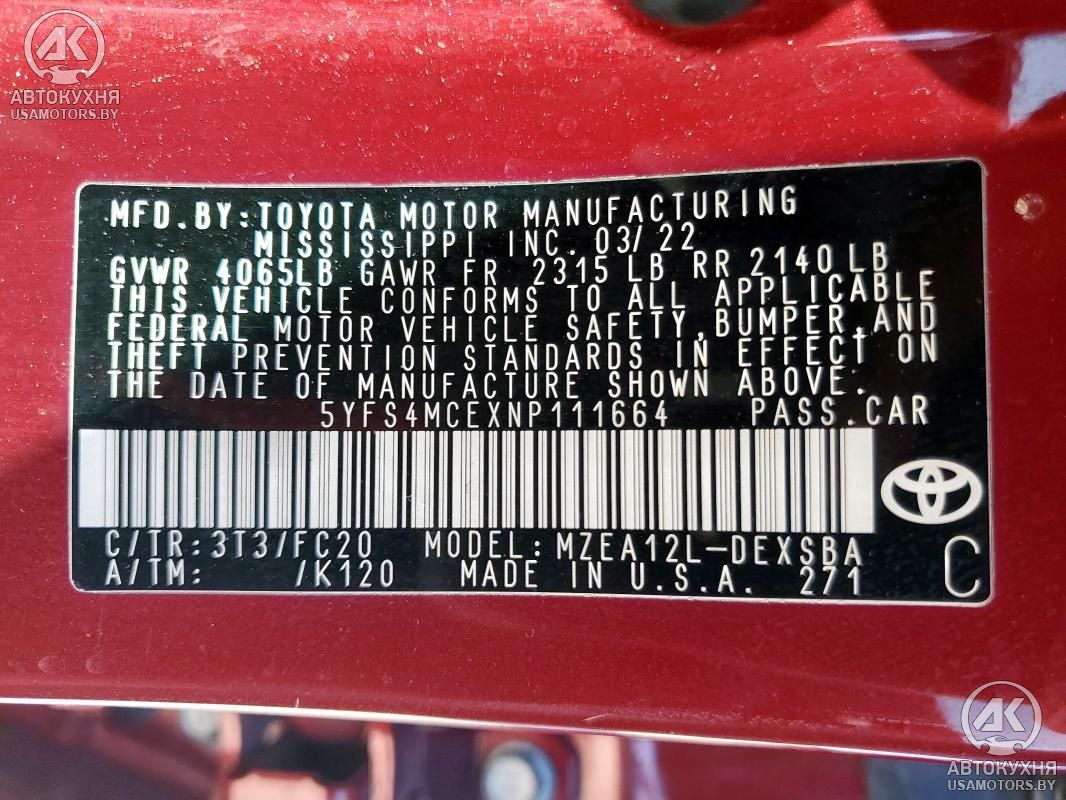 АК
АВТОКУХНЯ
USAMOTORS.BY
MFD. BY: TOYOTA MOTOR MANUFACTURING
MISSISSIPPI INC. 03/22
GVWR 4065LB GAWR FR 2315 LB RR 2140 LB
THIS VEHICLE CONFORMS TO ALL APPLICABLE
FEDERAL MOTOR VEHICLE SAFETY, BUMPER, AND
THEFT PREVENTION STANDARDS IN EFFECT ON
THE DATE OF MANUFACTURE SHOWN ABOVE.
5YFS4MCEXNP111664 PASS.CAR
C/TR: 3T3/FC20 MODEL: MZEA12L-DEXSBA
A/TM: /K120 MADE IN U.S.A. 271
C
АК
АВТОКУХНЯ
USAMOTORS.BY